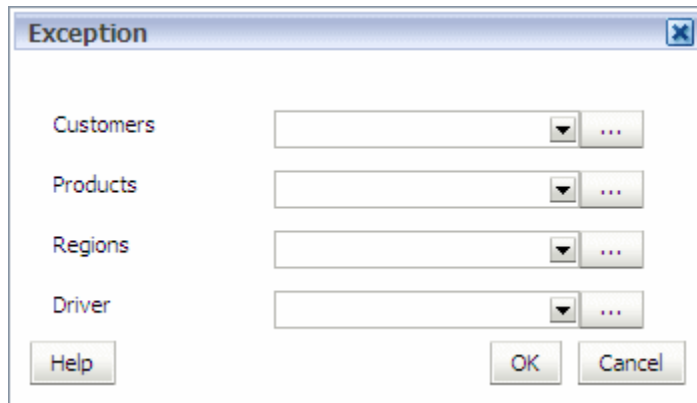 Exception
Customers ...
Products ...
Regions ...
Driver ...
Help OK Cancel